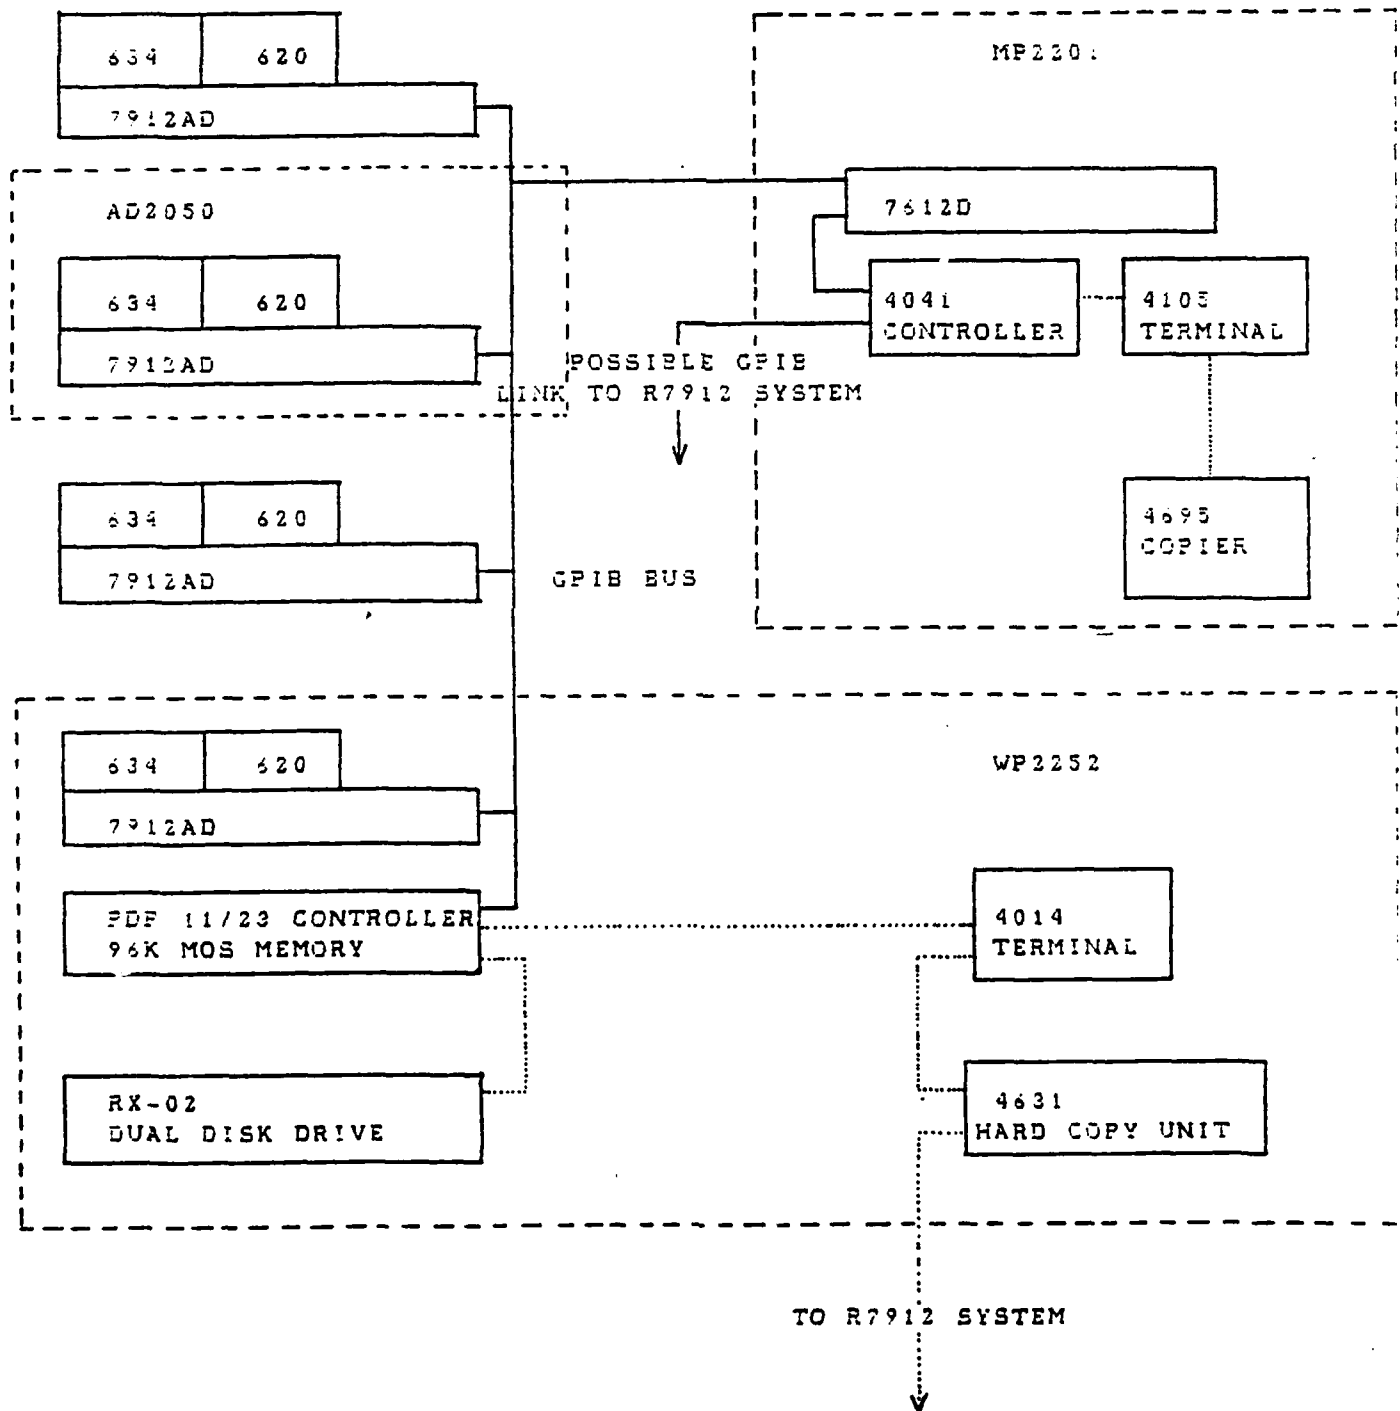 634 620
7912AD
MP2201
AD2050
634 620
7912AD
7612D
4041
CONTROLLER
4105
TERMINAL
POSSIBLE GPIB
LINK TO R7912 SYSTEM
4695
COPIER
634 620
7912AD
GPIB BUS
634 620
7912AD
WP2252
PDP 11/23 CONTROLLER
96K MOS MEMORY
4014
TERMINAL
RX-02
DUAL DISK DRIVE
4631
HARD COPY UNIT
TO R7912 SYSTEM